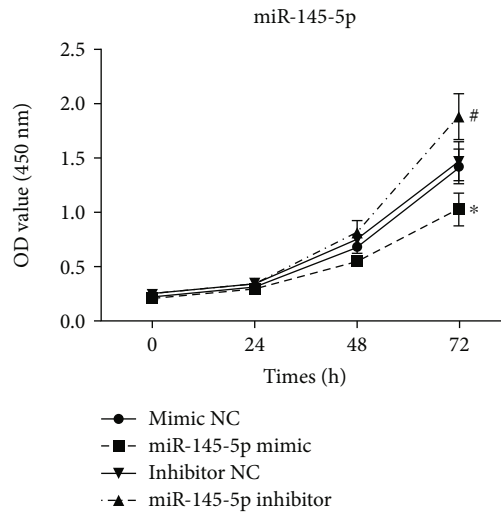 miR-145-5p
2.5
2.0
1.5
1.0
0.5
0.0
OD value (450 nm)
#
*
0 24 48 72
Times (h)
Mimic NC
miR-145-5p mimic
Inhibitor NC
miR-145-5p inhibitor